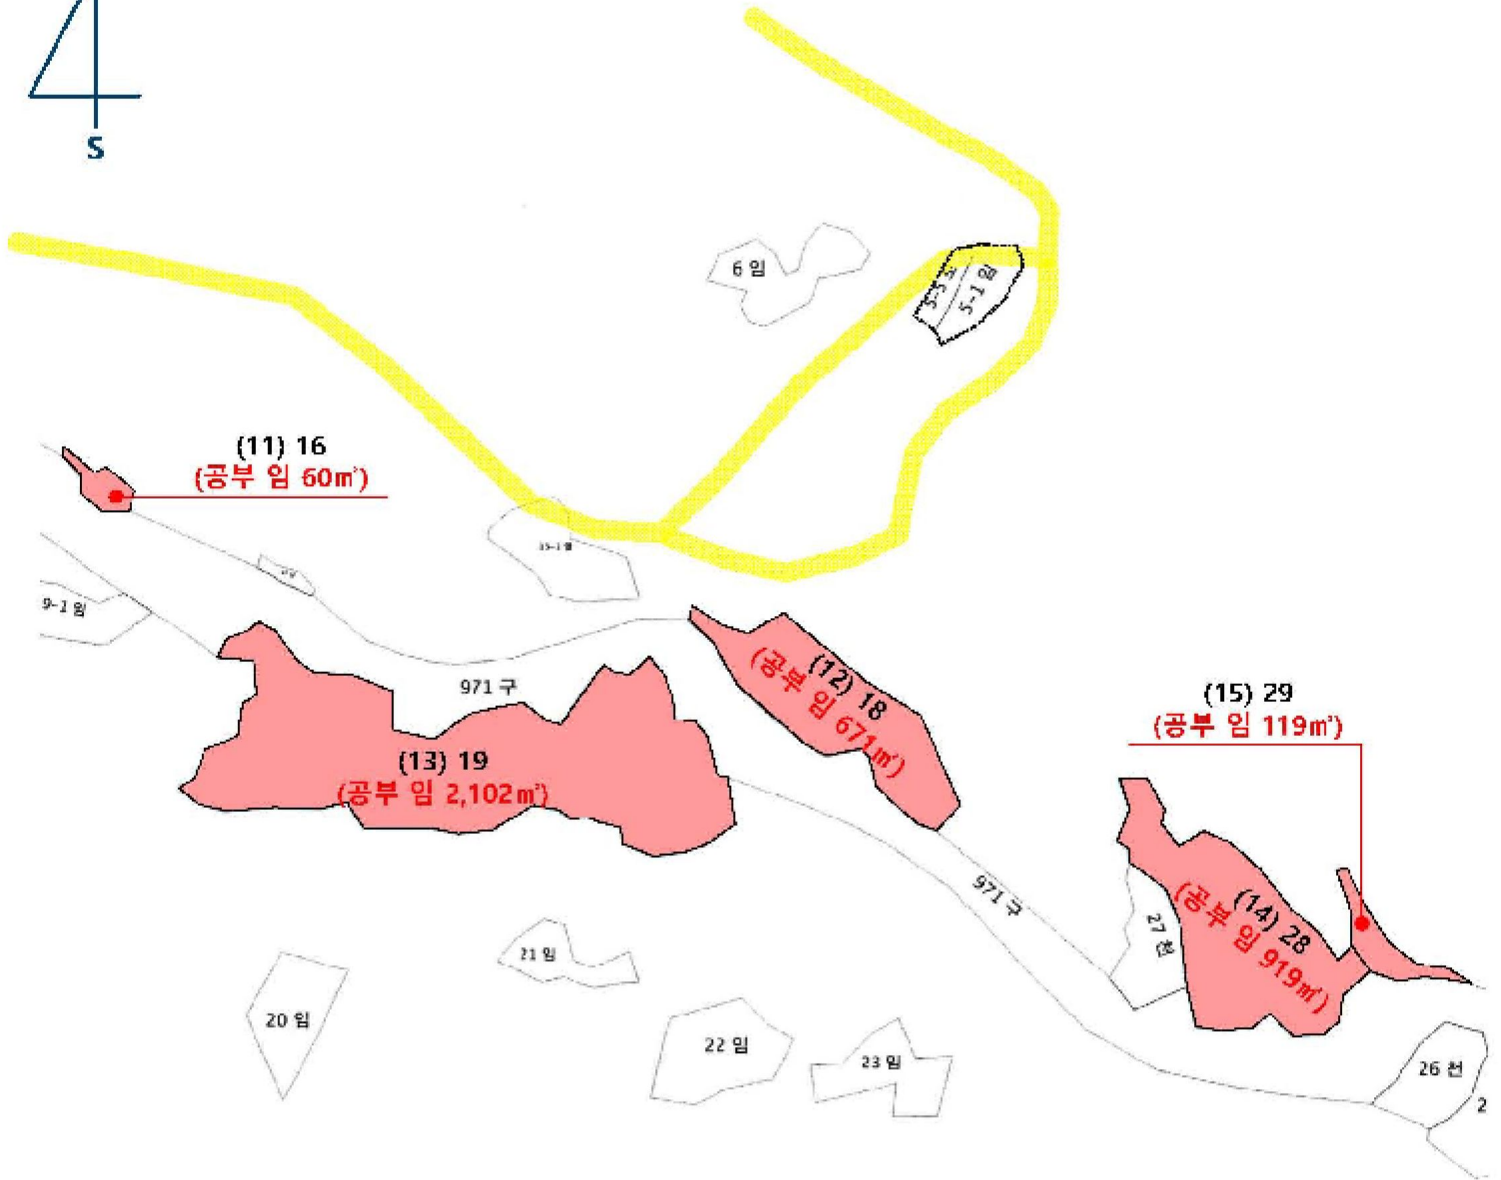 S
6 임
5-5 도
5-1 임
(11) 16
(공부 임 60㎡)
9-1 임
971 구
(12) 18
(공부 임 671㎡)
(13) 19
(공부 임 2,102㎡)
(15) 29
(공부 임 119㎡)
971 구
27 천
(14) 28
(공부 임 919㎡)
21 임
20 임
22 임
23 임
26 천
2